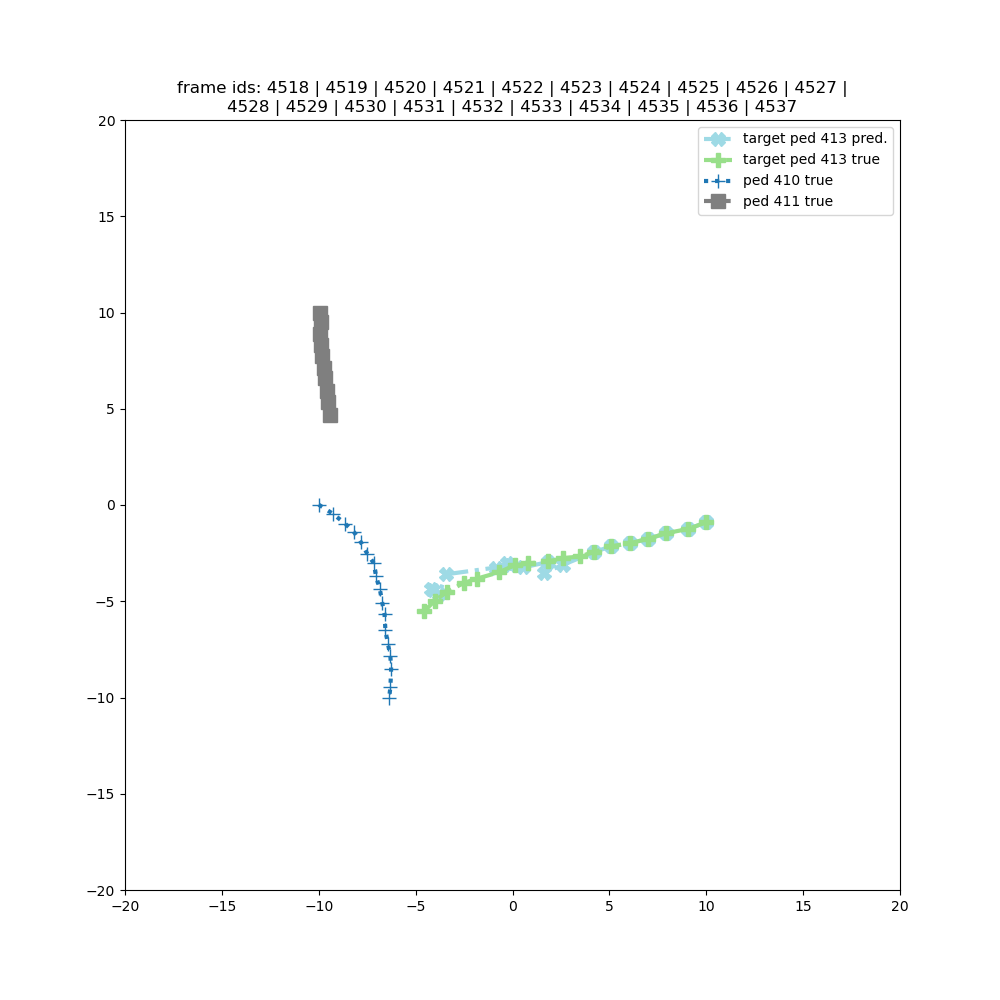 frame ids: 4518 | 4519 | 4520 | 4521 | 4522 | 4523 | 4524 | 4525 | 4526 | 4527 |
4528 | 4529 | 4530 | 4531 | 4532 | 4533 | 4534 | 4535 | 4536 | 4537
target ped 413 pred.
target ped 413 true
ped 410 true
ped 411 true
20
15
10
5
0
−5
−10
−15
−20
−20 −15 −10 −5 0 5 10 15 20